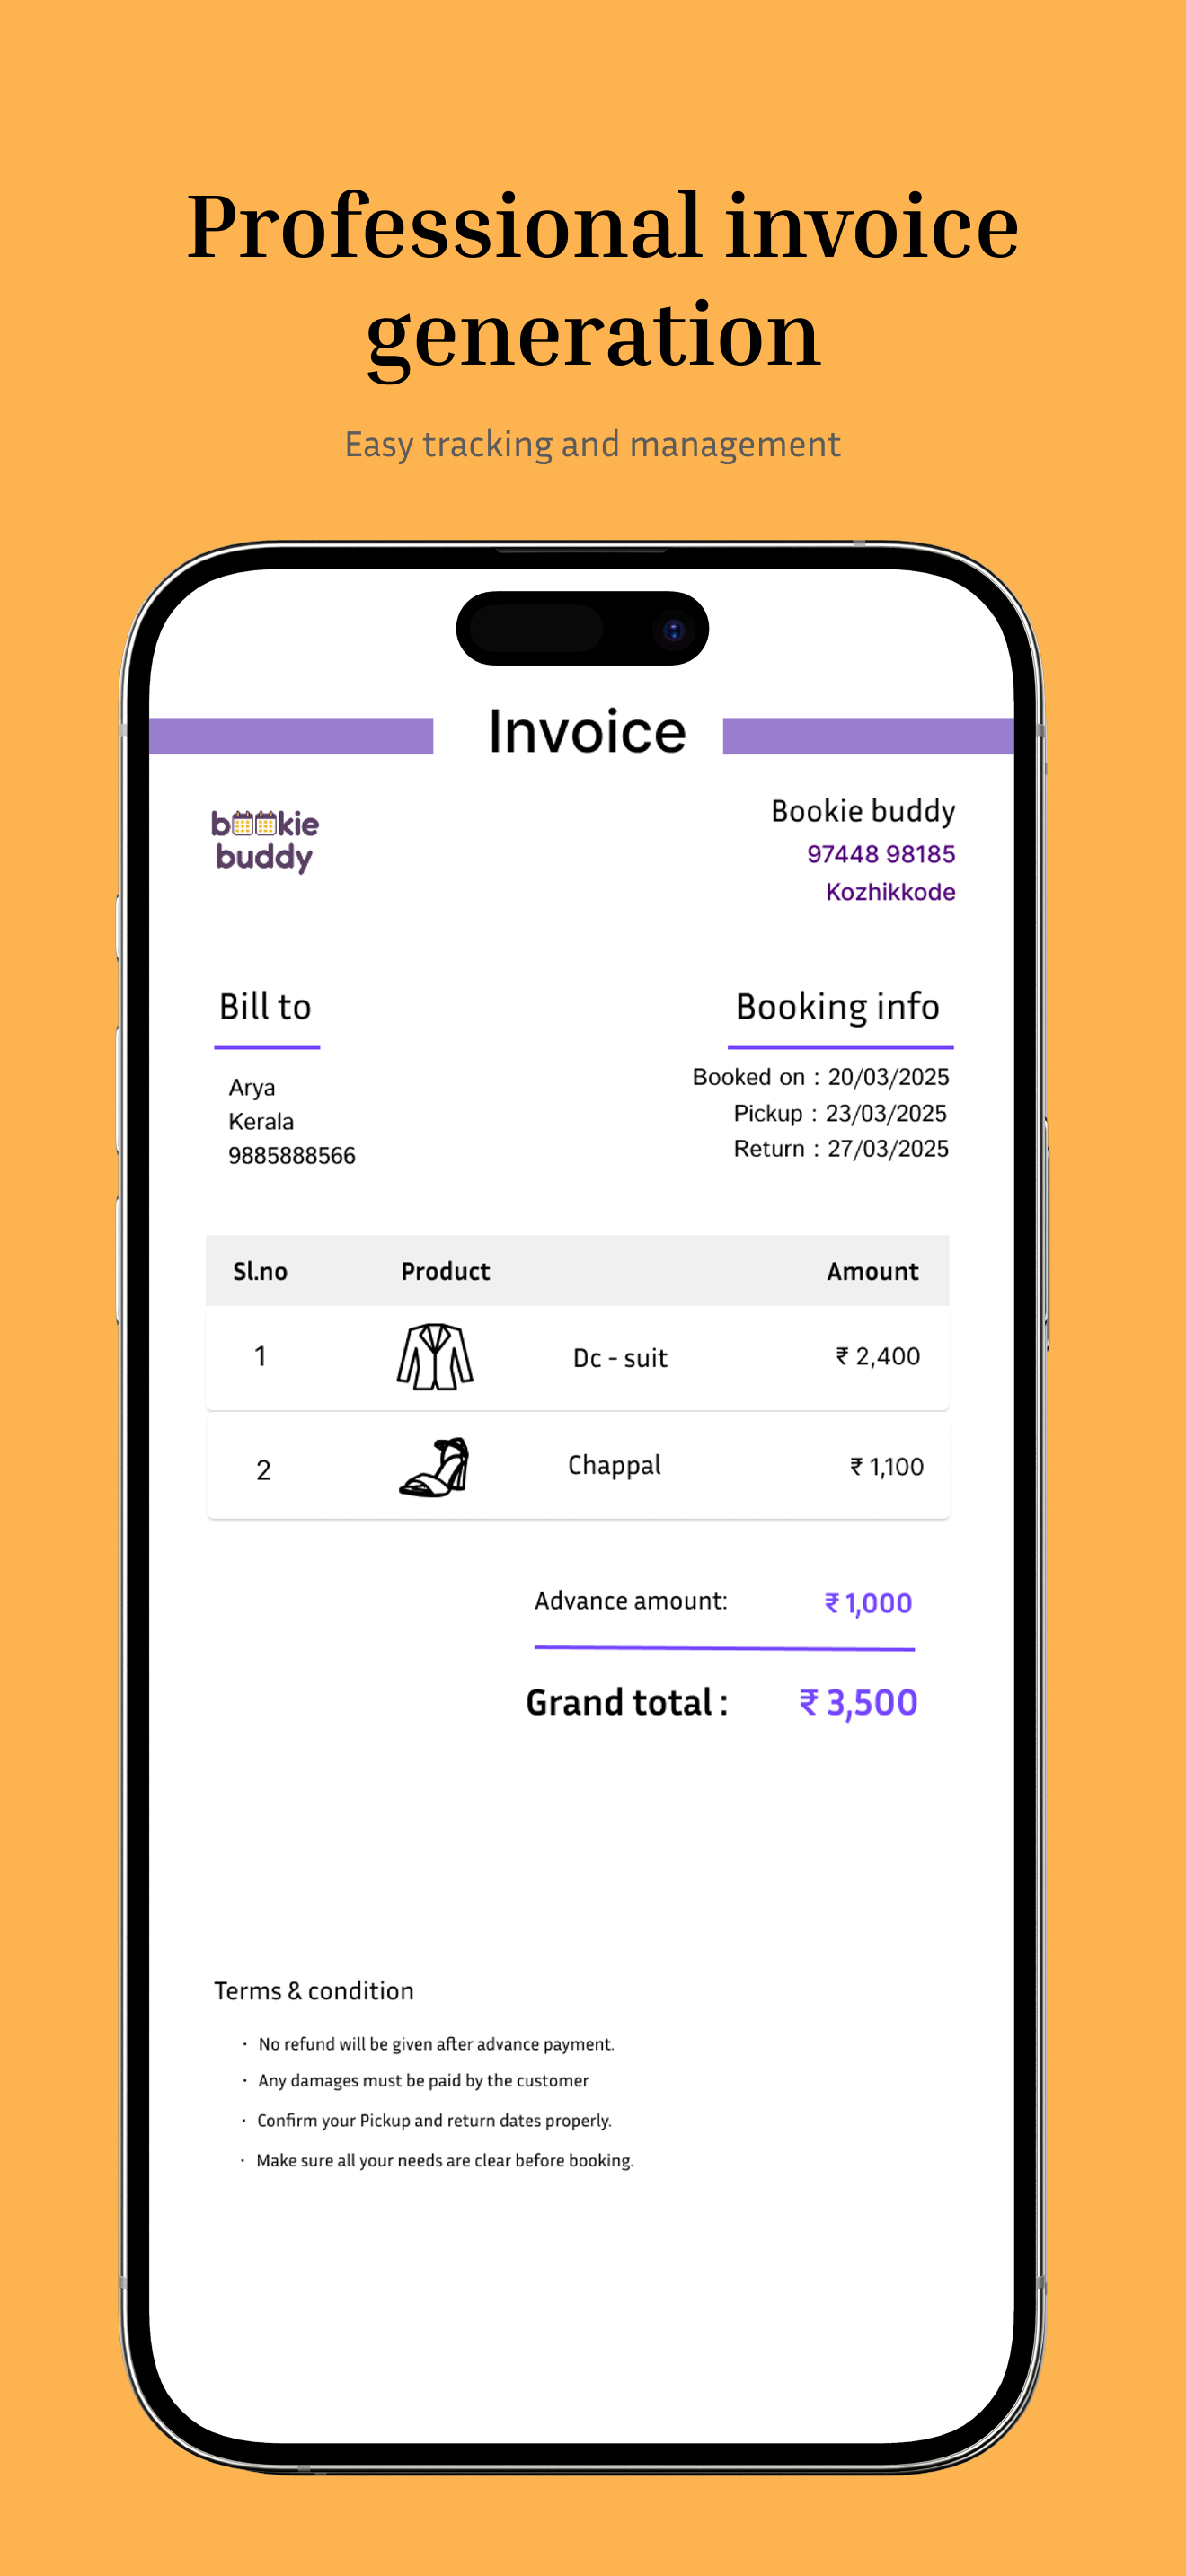 Professional invoice
generation
Easy tracking and management
Invoice
bookie
buddy
Bookie buddy
97448 98185
Kozhikkode
Bill to
Arya
Kerala
9885888566
Booking info
Booked on : 20/03/2025
Pickup : 23/03/2025
Return : 27/03/2025
Sl.no Product Amount
1 Dc - suit ₹ 2,400
2 Chappal ₹ 1,100
Advance amount: ₹ 1,000
Grand total : ₹ 3,500
Terms & condition
· No refund will be given after advance payment.
· Any damages must be paid by the customer
· Confirm your Pickup and return dates properly.
· Make sure all your needs are clear before booking.